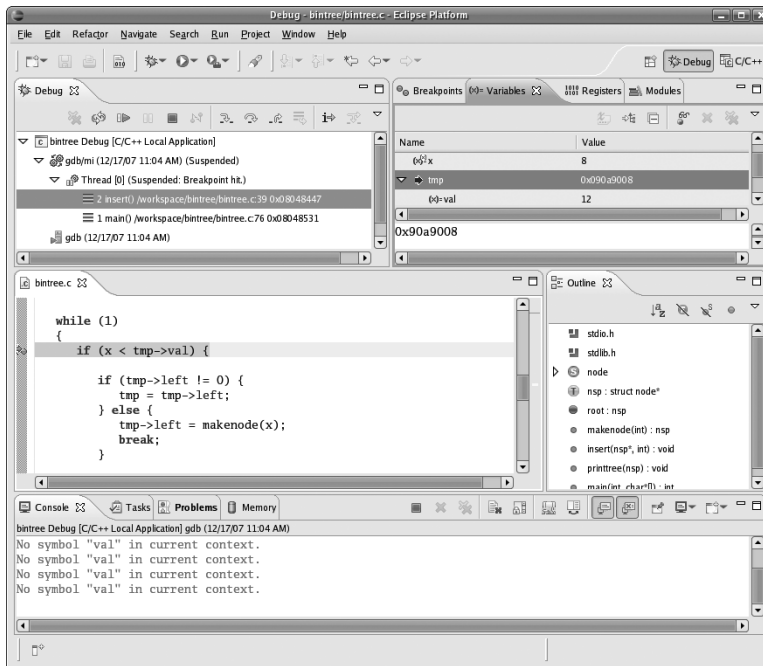 Debug - bintree/bintree.c - Eclipse Platform
File Edit Refactor Navigate Search Run Project Window Help
Debug C/C++
Debug
Breakpoints (x)= Variables Registers Modules
bintree Debug [C/C++ Local Application]
gdb/mi (12/17/07 11:04 AM) (Suspended)
Thread [0] (Suspended: Breakpoint hit.)
2 insert() /workspace/bintree/bintree.c:39 0x08048447
1 main() /workspace/bintree/bintree.c:76 0x08048531
gdb (12/17/07 11:04 AM)
Name Value
x 8
tmp 0x090a9008
(x)= val 12
0x90a9008
bintree.c
while (1)
{
if (x < tmp->val) {
if (tmp->left != 0) {
tmp = tmp->left;
} else {
tmp->left = makenode(x);
break;
}
Outline
stdio.h
stdlib.h
node
nsp : struct node*
root : nsp
makenode(int) : nsp
insert(nsp*, int) : void
printtree(nsp) : void
main(int, char*[]) : int
Console Tasks Problems Memory
bintree Debug [C/C++ Local Application] gdb (12/17/07 11:04 AM)
No symbol "val" in current context.
No symbol "val" in current context.
No symbol "val" in current context.
No symbol "val" in current context.